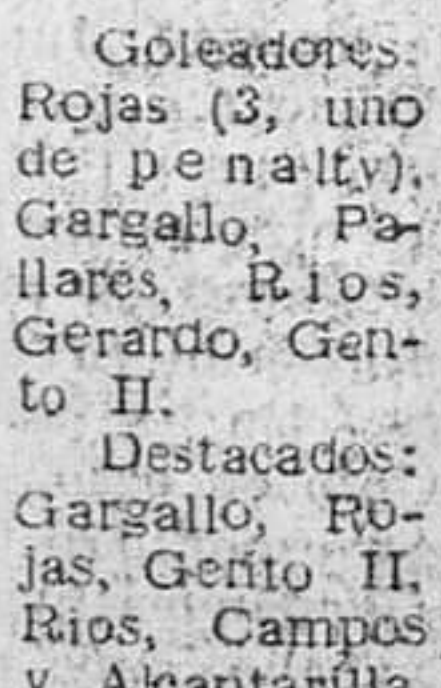 Goleadores:
Rojas (3, uno
de penalty),
Gargallo, Pa-
llarés, Rios,
Gerardo, Gen-
to II.
Destacados:
Gargallo, Ro-
jas, Gento II,
Rios, Campos
y Alcantarilla.